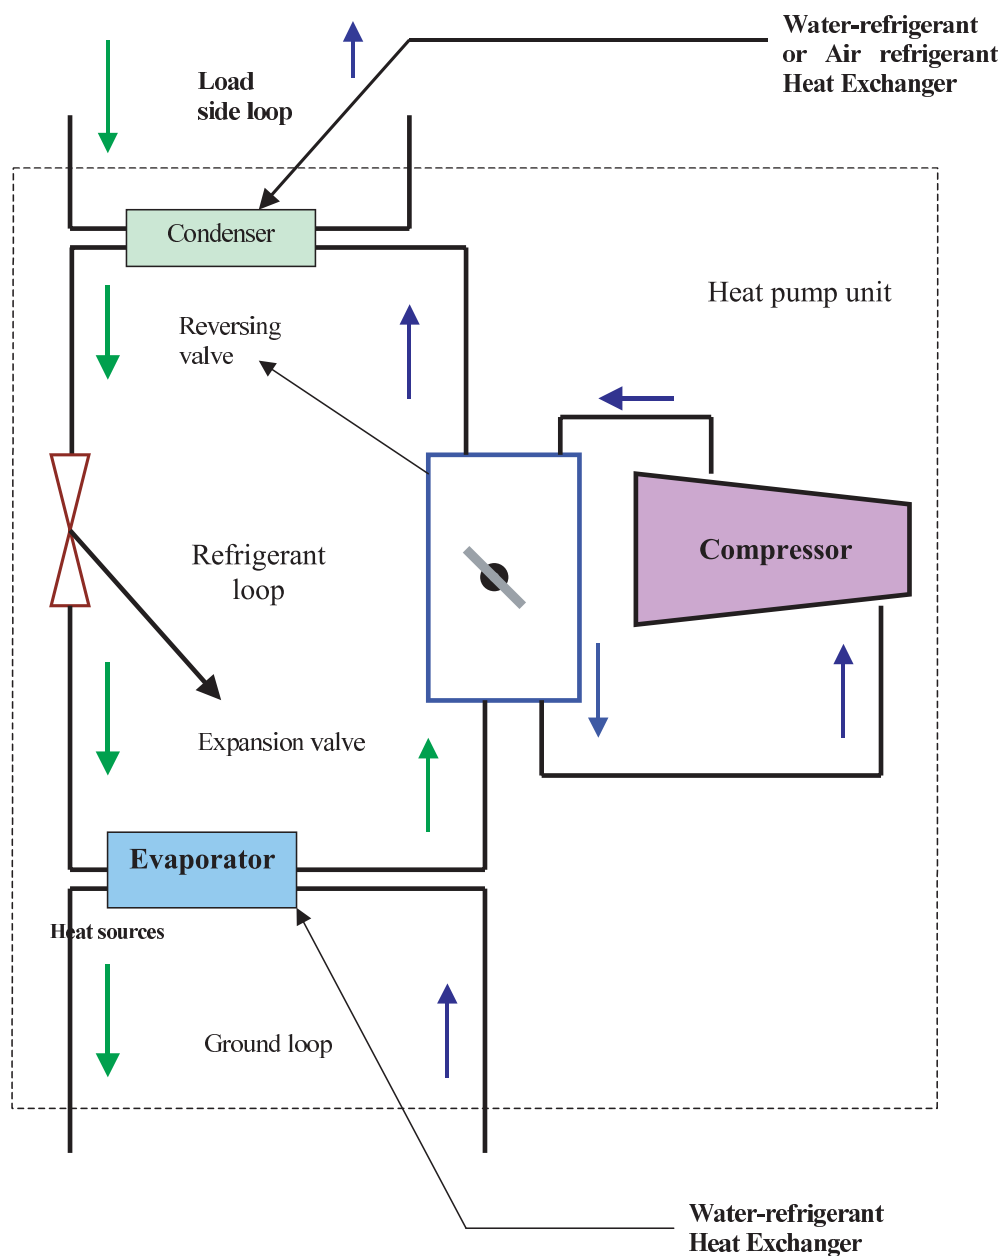 Water-refrigerant
or Air refrigerant
Heat Exchanger
Load
side loop
Condenser
Heat pump unit
Reversing
valve
Compressor
Refrigerant
loop
Expansion valve
Evaporator
Heat sources
Ground loop
Water-refrigerant
Heat Exchanger